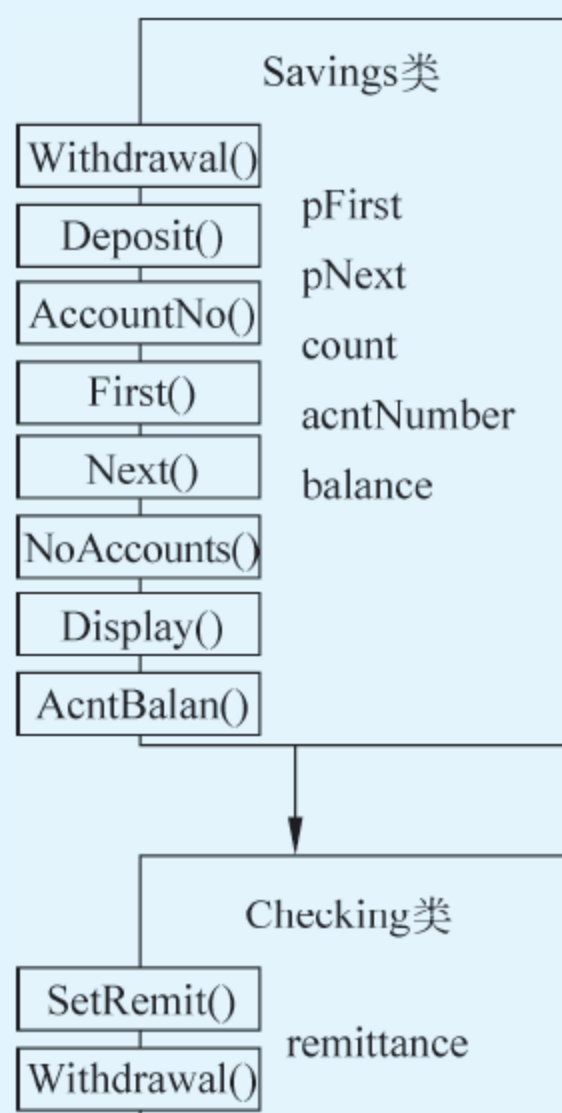 Savings类
Withdrawal()
Deposit()
AccountNo()
First()
Next()
NoAccounts()
Display()
AcntBalan()
pFirst
pNext
count
acntNumber
balance
Checking类
SetRemit()
Withdrawal()
remittance